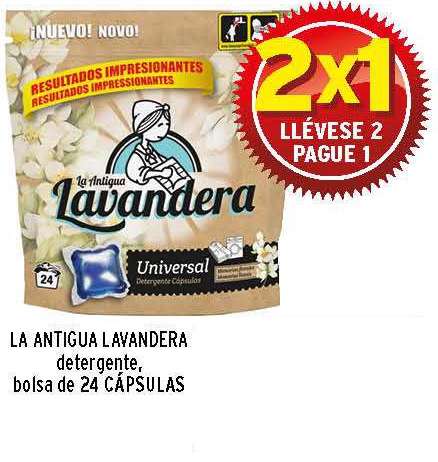 ¡NUEVO! NOVO!
RESULTADOS IMPRESIONANTES
RESULTADOS IMPRESSIONANTES
2x1
LLÉVESE 2
PAGUE 1
La Antigua
Lavandera
24
Universal
Detergente Cápsulas
LA ANTIGUA LAVANDERA
detergente,
bolsa de 24 CÁPSULAS